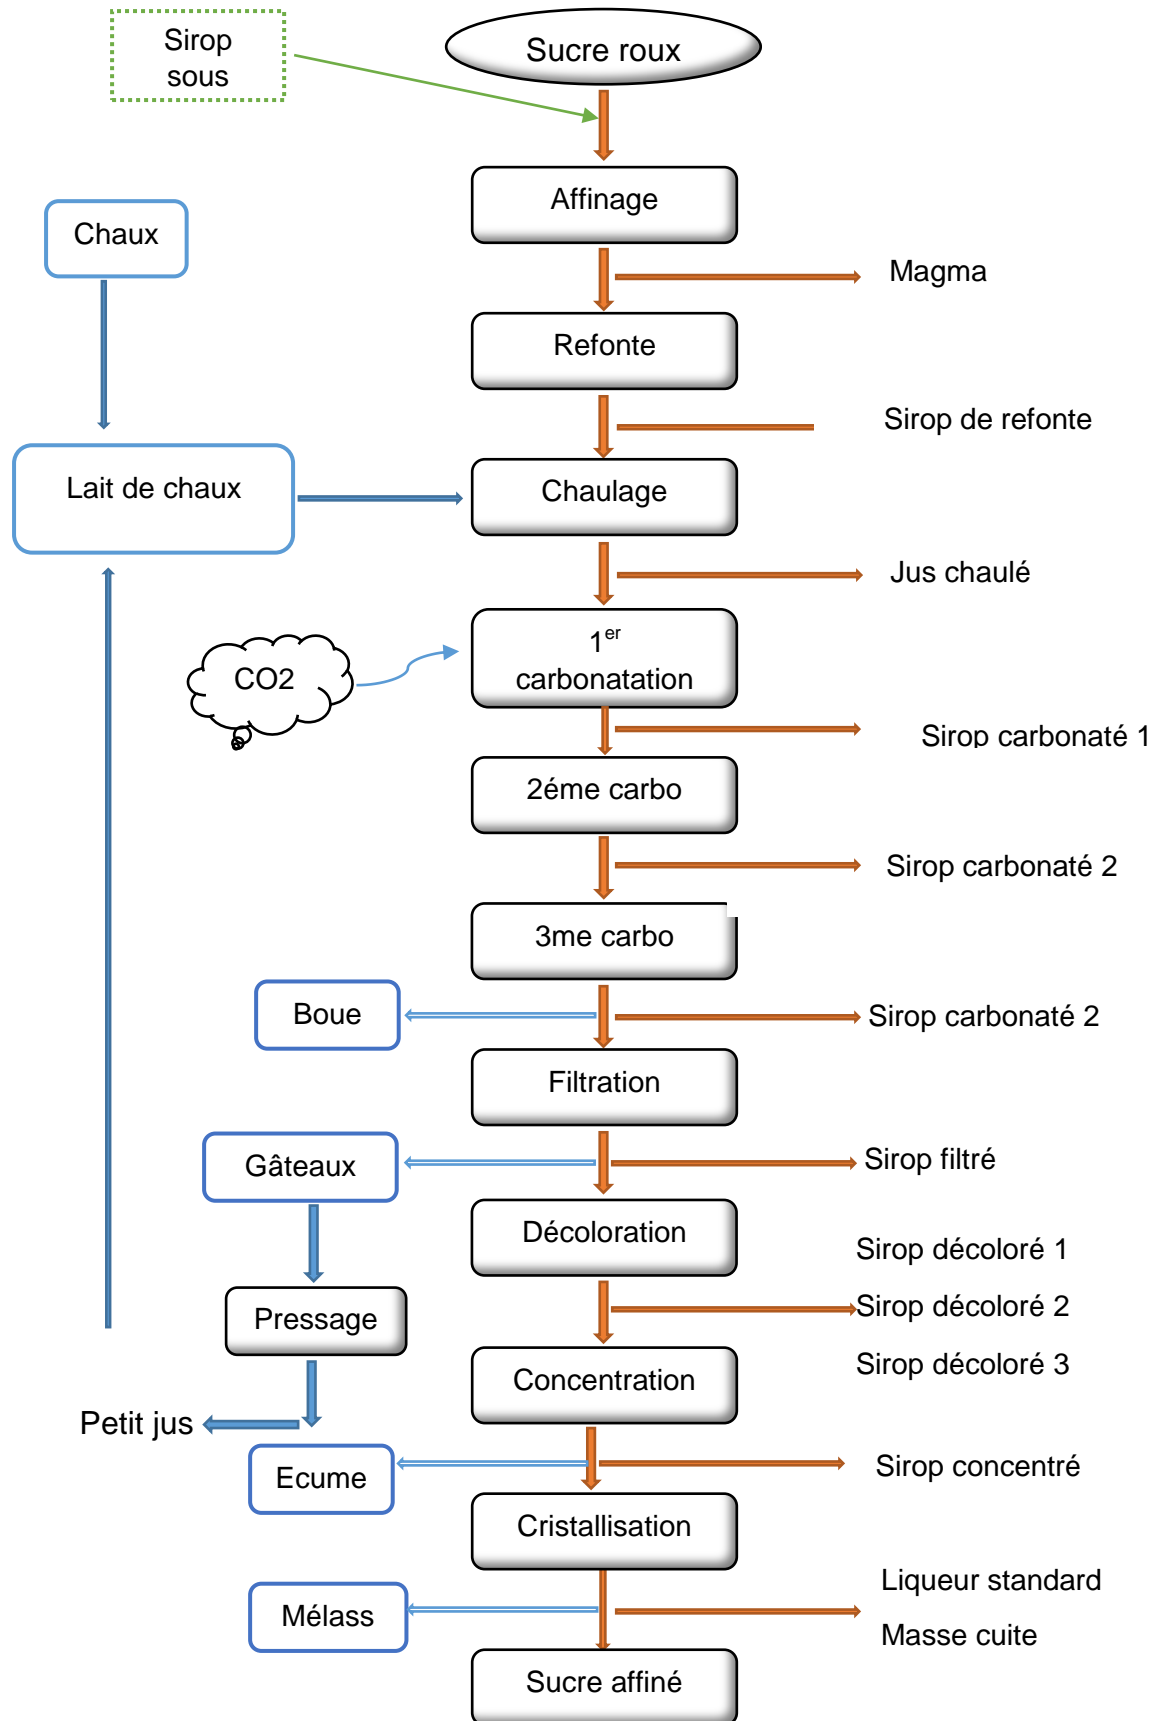 Sirop
sous
Sucre roux
Affinage
Chaux
Magma
Refonte
Sirop de refonte
Lait de chaux
Chaulage
Jus chaulé
1er
carbonatation
CO2
Sirop carbonaté 1
2éme carbo
Sirop carbonaté 2
3me carbo
Boue
Sirop carbonaté 2
Filtration
Gâteaux
Sirop filtré
Décoloration
Sirop décoloré 1
Sirop décoloré 2
Sirop décoloré 3
Pressage
Concentration
Petit jus
Ecume
Sirop concentré
Cristallisation
Liqueur standard
Masse cuite
Mélass
Sucre affiné